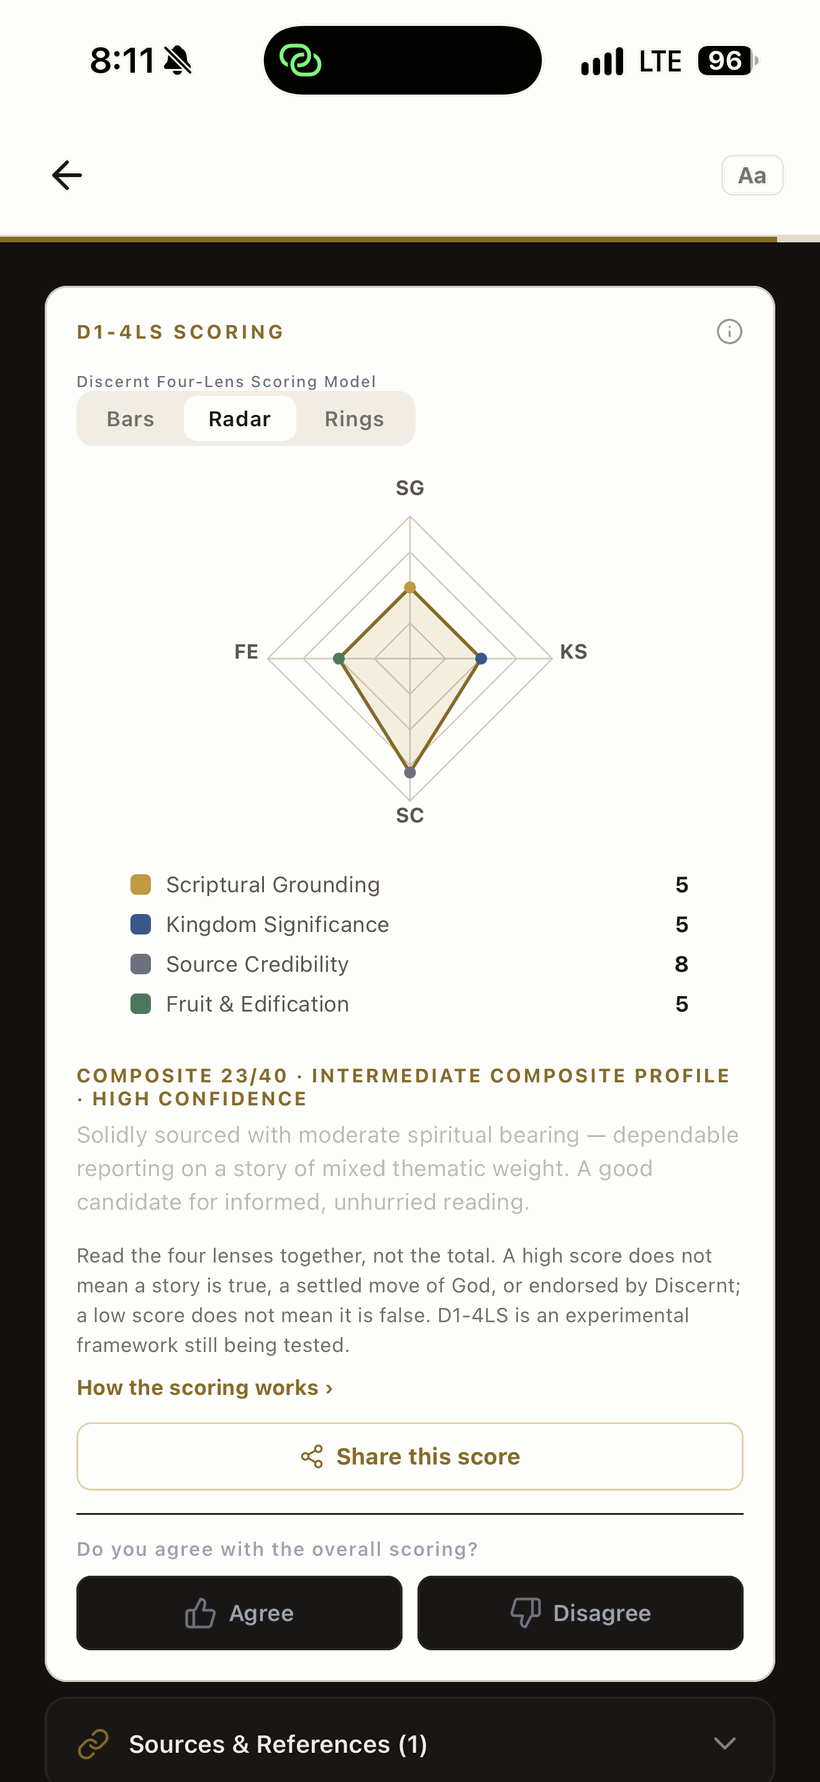 8:11 LTE 96
Aa
D1-4LS SCORING
Discernt Four-Lens Scoring Model
Bars Radar Rings
SG
FE KS
SC
Scriptural Grounding 5
Kingdom Significance 5
Source Credibility 8
Fruit & Edification 5
COMPOSITE 23/40 · INTERMEDIATE COMPOSITE PROFILE
· HIGH CONFIDENCE
Solidly sourced with moderate spiritual bearing — dependable
reporting on a story of mixed thematic weight. A good
candidate for informed, unhurried reading.
Read the four lenses together, not the total. A high score does not
mean a story is true, a settled move of God, or endorsed by Discernt;
a low score does not mean it is false. D1-4LS is an experimental
framework still being tested.
How the scoring works ›
Share this score
Do you agree with the overall scoring?
Agree Disagree
Sources & References (1)